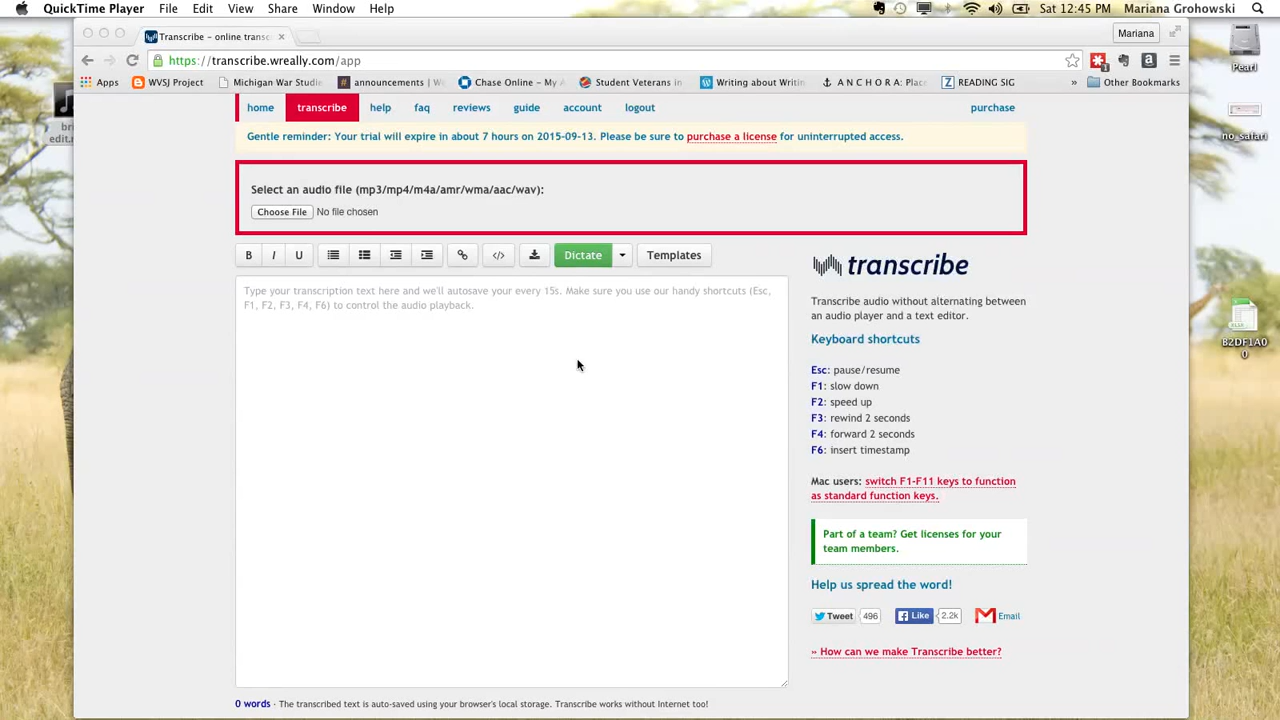 QuickTime Player File Edit View Share Window Help Sat 12:45 PM Mariana Grohowski
Transcribe – online transc Mariana
https://transcribe.wreally.com/app
Apps WVSJ Project Michigan War Studie announcments | W Chase Online - My A Student Veterans in Writing about Writin A N C H O R A: Plac READING SIG » Other Bookmarks
home transcribe help faq reviews guide account logout purchase
Gentle reminder: Your trial will expire in about 7 hours on 2015-09-13. Please be sure to purchase a license for uninterrupted access.
Select an audio file (mp3/mp4/m4a/amr/wma/aac/wav):
Choose File No file chosen
B I U </> Dictate Templates
Type your transcription text here and we'll autosave your every 15s. Make sure you use our handy shortcuts (Esc,
F1, F2, F3, F4, F6) to control the audio playback.
transcribe
Transcribe audio without alternating between
an audio player and a text editor.
Keyboard shortcuts
Esc: pause/resume
F1: slow down
F2: speed up
F3: rewind 2 seconds
F4: forward 2 seconds
F6: insert timestamp
Mac users: switch F1-F11 keys to function
as standard function keys.
Part of a team? Get licenses for your
team members.
Help us spread the word!
Tweet 496 Like 2.2k Email
» How can we make Transcribe better?
0 words · The transcribed text is auto-saved using your browser's local storage. Transcribe works without Internet too!
Pearl
no_safari
B2DF1A0
0